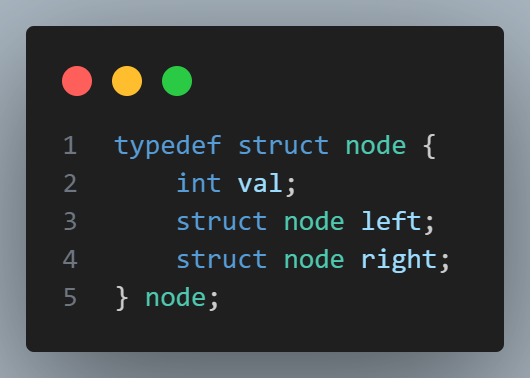 1 typedef struct node {
2     int val;
3     struct node left;
4     struct node right;
5 } node;